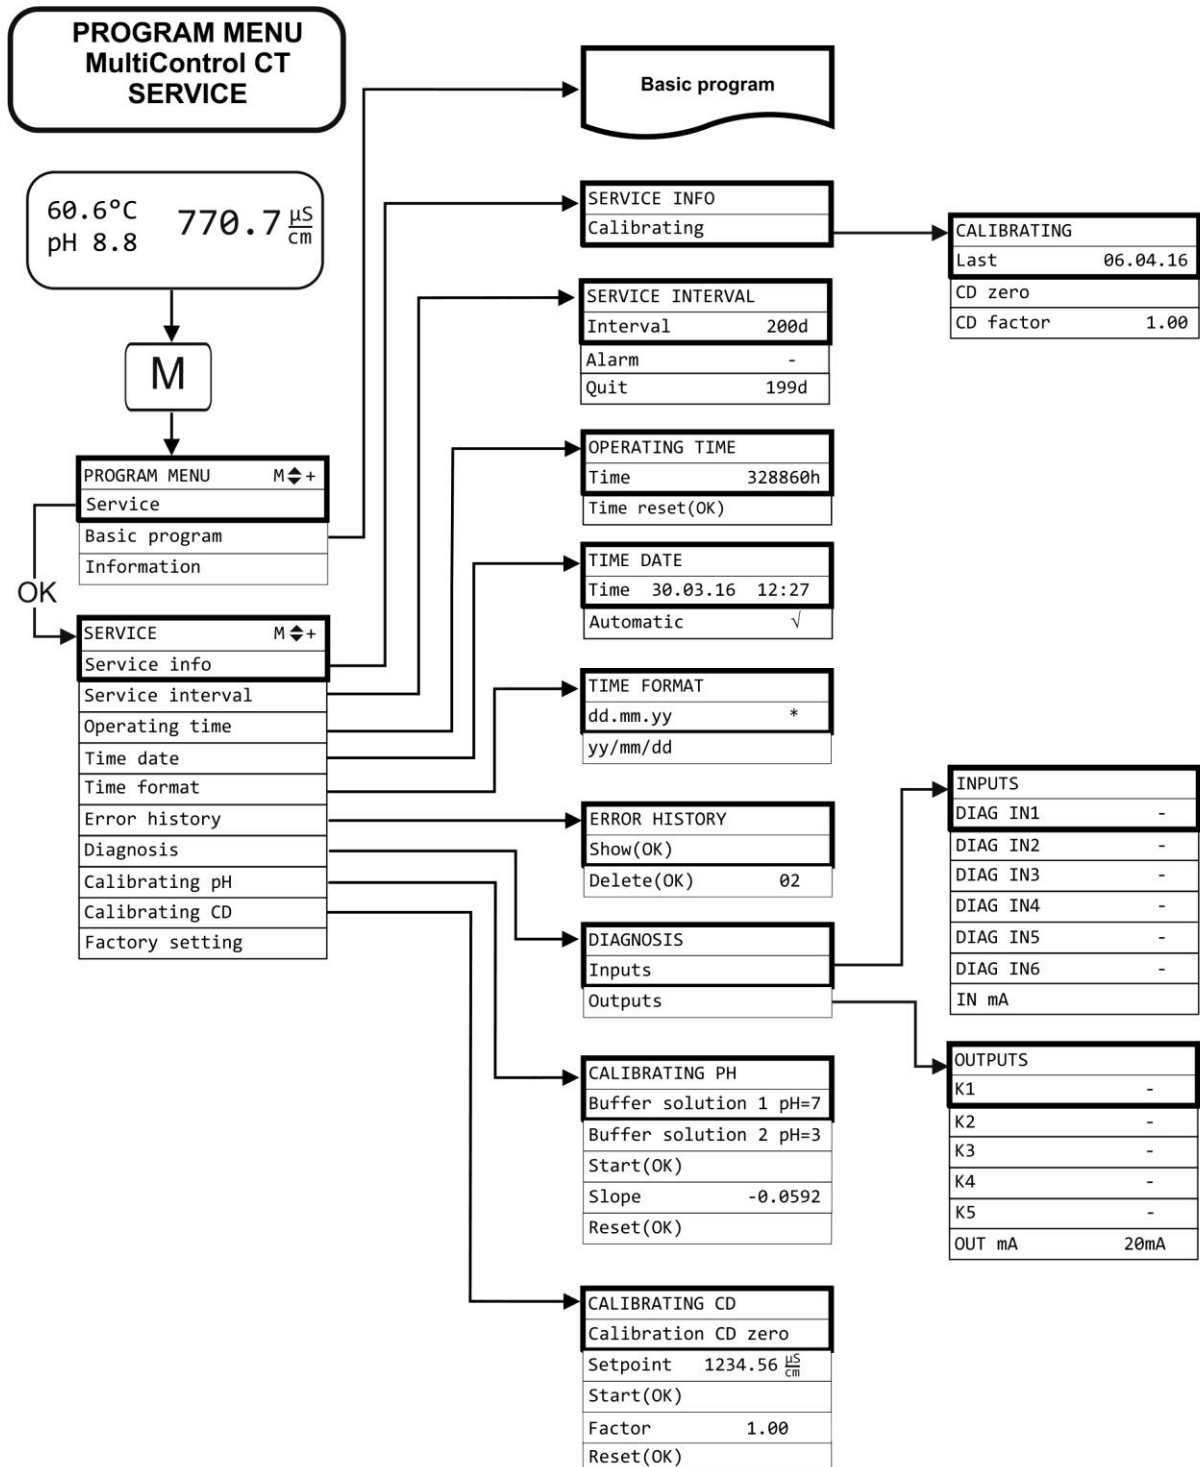 PROGRAM MENU
MultiControl CT
SERVICE
60.6°C
pH 8.8
770.7 µS/cm
M
PROGRAM MENU M◆+
Service
Basic program
Information
OK
SERVICE M◆+
Service info
Service interval
Operating time
Time date
Time format
Error history
Diagnosis
Calibrating pH
Calibrating CD
Factory setting
Basic program
SERVICE INFO
Calibrating
CALIBRATING
Last 06.04.16
CD zero
CD factor 1.00
SERVICE INTERVAL
Interval 200d
Alarm -
Quit 199d
OPERATING TIME
Time 328860h
Time reset(OK)
TIME DATE
Time 30.03.16 12:27
Automatic √
TIME FORMAT
dd.mm.yy *
yy/mm/dd
ERROR HISTORY
Show(OK)
Delete(OK) 02
DIAGNOSIS
Inputs
Outputs
INPUTS
DIAG IN1 -
DIAG IN2 -
DIAG IN3 -
DIAG IN4 -
DIAG IN5 -
DIAG IN6 -
IN mA
OUTPUTS
K1 -
K2 -
K3 -
K4 -
K5 -
OUT mA 20mA
CALIBRATING PH
Buffer solution 1 pH=7
Buffer solution 2 pH=3
Start(OK)
Slope -0.0592
Reset(OK)
CALIBRATING CD
Calibration CD zero
Setpoint 1234.56 µS/cm
Start(OK)
Factor 1.00
Reset(OK)